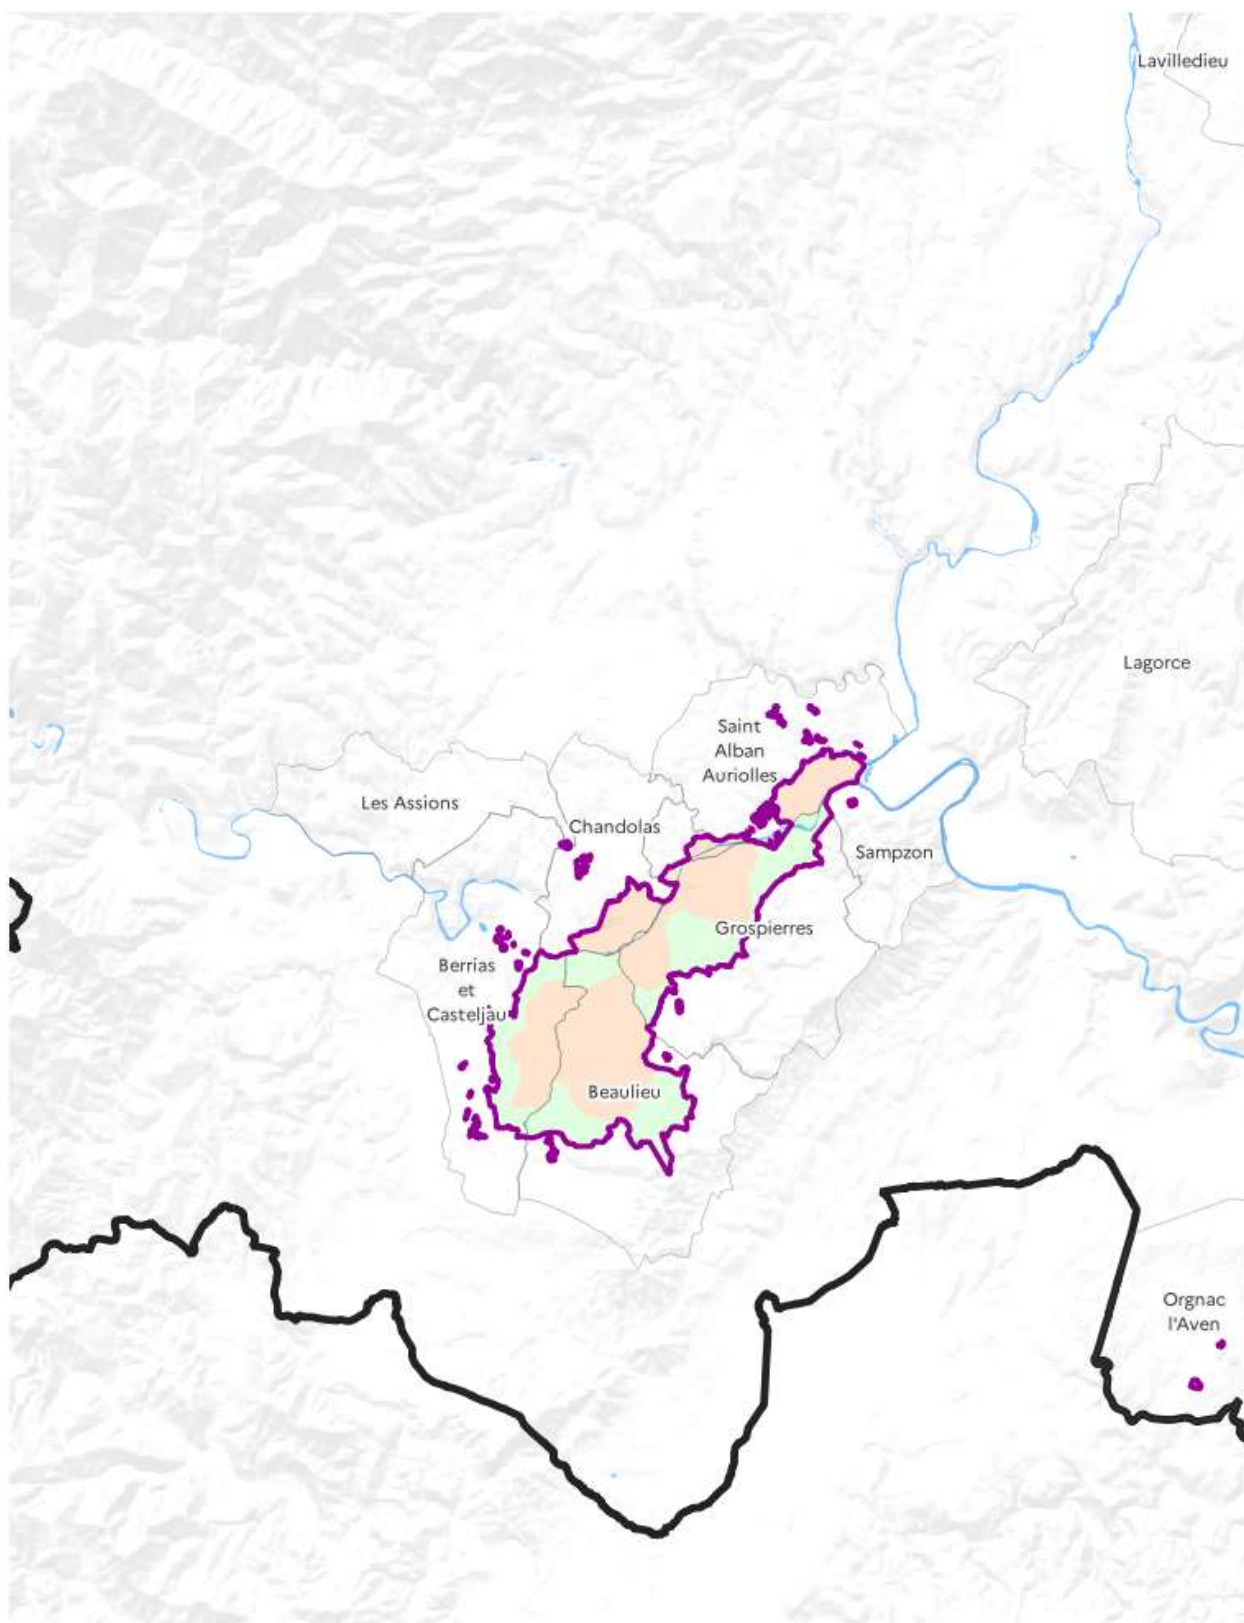 Lavilledieu
Lagorce
Saint
Alban
Auriolles
Les Assions
Chandolas
Sampzon
Grospierres
Berrias
et
Casteljau
Beaulieu
Orgnac
l'Aven